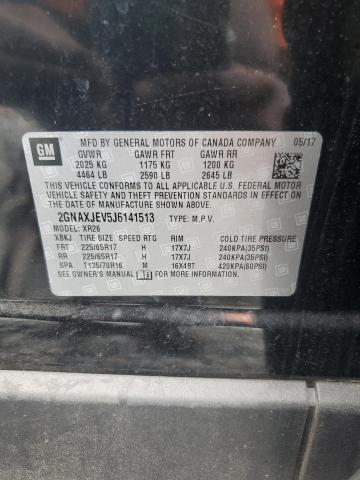 GM MFD BY GENERAL MOTORS OF CANADA COMPANY 05/17
GVWR GAWR FRT GAWR RR
2025 KG 1175 KG 1200 KG
4464 LB 2590 LB 2645 LB
THIS VEHICLE CONFORMS TO ALL APPLICABLE U.S. FEDERAL MOTOR
VEHICLE SAFETY AND THEFT PREVENTION STANDARDS IN EFFECT ON THE DATE OF
MANUFACTURE SHOWN ABOVE.
2GNAXJEV5J6141513 TYPE: M.P.V.
MODEL: XR26
XBKJ TIRE SIZE SPEED RTG RIM COLD TIRE PRESSURE
FRT 225/65R17 H 17X7J 240KPA(35PSI)
RR 225/65R17 H 17X7J 240KPA(35PSI)
SPA T135/70R16 M 16X4BT 420KPA(60PSI)
SEE OWNER'S MANUAL FOR MORE INFORMATION.